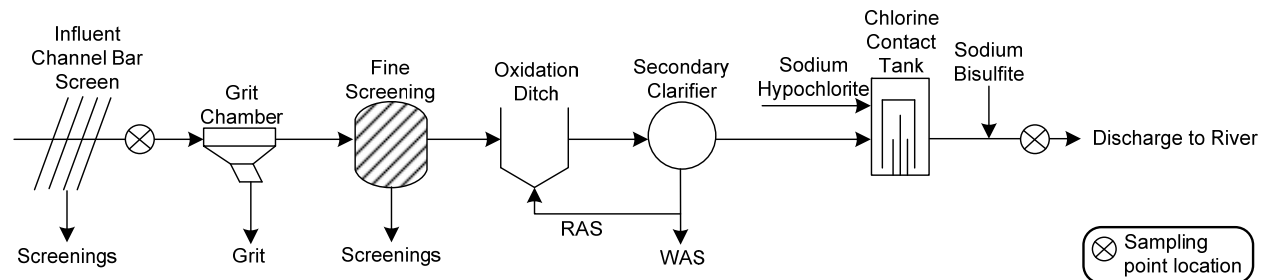 Influent
Channel Bar
Screen
Grit
Chamber
Fine
Screening
Oxidation
Ditch
Secondary
Clarifier
Sodium
Hypochlorite
Chlorine
Contact
Tank
Sodium
Bisulfite
Discharge to River
Screenings
Grit
Screenings
RAS
WAS
Sampling
point location